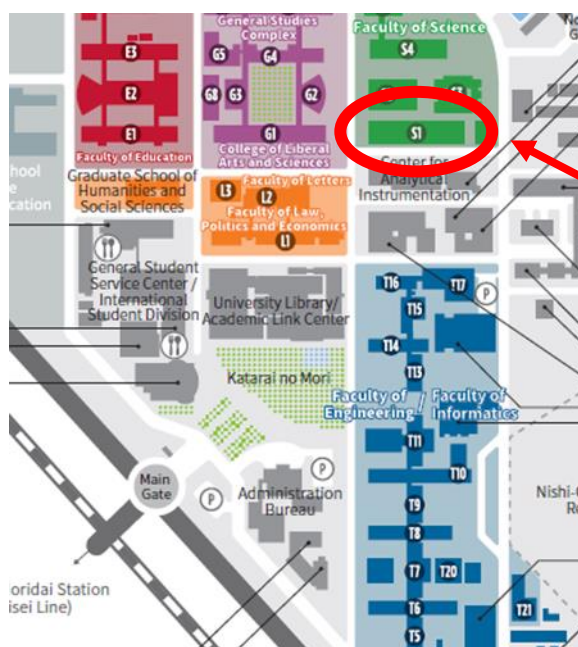 General Studies
Complex
Faculty of Science
E3
G5
G4
S4
E2
G8
G3
G2
E1
G1
S1
Faculty of Education
College of Liberal
Arts and Sciences
Center for
Analytical
Instrumentation
Graduate School of
Humanities and
Social Sciences
L3
Faculty of Letters
L2
Faculty of Law,
Politics and Economics
L1
General Student
Service Center /
International
Student Division
University Library/
Academic Link Center
T16
T17
P
T15
T14
T13
Katarai no Mori
Faculty of
Engineering
/
Faculty of
Informatics
T11
T10
Main
Gate
P
P
Administration
Bureau
T9
T8
T7
T20
T6
T5
T21
oridai Station
isei Line)